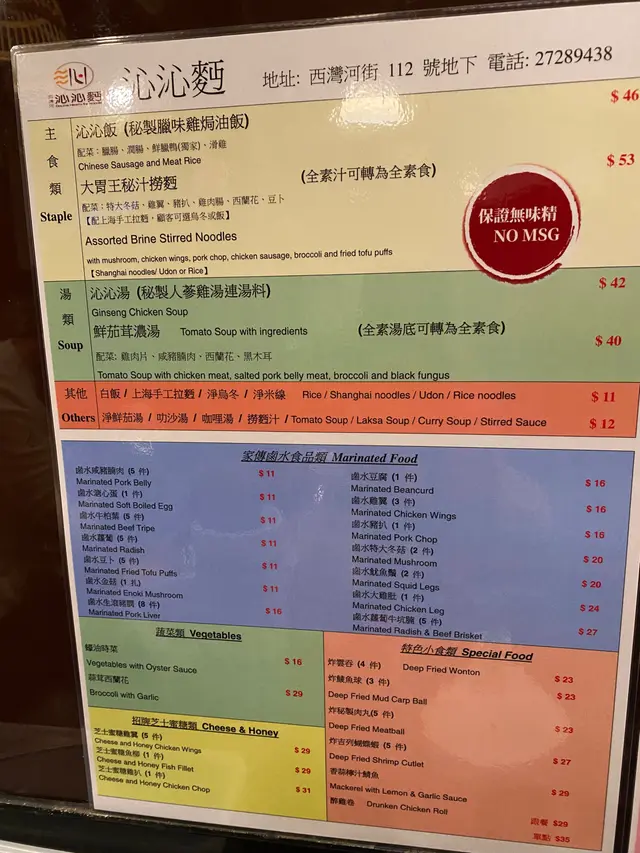 沁沁麪
沁沁麪 地址: 西灣河街 112 號地下 電話: 27289438
主食類
Staple
沁沁飯 (秘製臘味雞焗油飯) $ 46
配菜：臘腸、潤腸、鮮臘鴨(獨家)、滑雞
Chinese Sausage and Meat Rice
大胃王秘汁撈麪 (全素汁可轉為全素食) $ 53
配菜：特大冬菇、雞翼、豬扒、雞肉腸、西蘭花、豆卜
【配上海手工拉麵，顧客可選烏冬或飯】
Assorted Brine Stirred Noodles
with mushroom, chicken wings, pork chop, chicken sausage, broccoli and fried tofu puffs
【Shanghai noodles/ Udon or Rice】
保證無味精
NO MSG
湯類
Soup
沁沁湯 (秘製人蔘雞湯連湯料) $ 42
Ginseng Chicken Soup
鮮茄茸濃湯 Tomato Soup with ingredients (全素湯底可轉為全素食) $ 40
配菜: 雞肉片、咸豬腩肉、西蘭花、黑木耳
Tomato Soup with chicken meat, salted pork belly meat, broccoli and black fungus
其他
Others
白飯 / 上海手工拉麵 / 淨烏冬 / 淨米線 Rice / Shanghai noodles / Udon / Rice noodles $ 11
淨鮮茄湯 / 叻沙湯 / 咖哩湯 / 撈麪汁 / Tomato Soup / Laksa Soup / Curry Soup / Stirred Sauce $ 12
家傳鹵水食品類 Marinated Food
鹵水咸豬腩肉 (5 件) $ 11
Marinated Pork Belly
鹵水溏心蛋 (1 件) $ 11
Marinated Soft Boiled Egg
鹵水牛柏葉 (5 件) $ 11
Marinated Beef Tripe
鹵水蘿蔔 (5 件) $ 11
Marinated Radish
鹵水豆卜 (5 件) $ 11
Marinated Fried Tofu Puffs
鹵水金菇 (1 扎) $ 11
Marinated Enoki Mushroom
鹵水生滾豬膶 (8 件) $ 16
Marinated Pork Liver
鹵水豆腐 (1 件) $ 16
Marinated Beancurd
鹵水雞翼 (3 件) $ 16
Marinated Chicken Wings
鹵水豬扒 (1 件) $ 16
Marinated Pork Chop
鹵水特大冬菇 (2 件) $ 20
Marinated Mushroom
鹵水魷魚鬚 (2 件) $ 20
Marinated Squid Legs
鹵水大雞髀 (1 件) $ 24
Marinated Chicken Leg
鹵水蘿蔔牛坑腩 (5 件) $ 27
Marinated Radish & Beef Brisket
蔬菜類 Vegetables
蠔油時菜 $ 16
Vegetables with Oyster Sauce
蒜茸西蘭花 $ 29
Broccoli with Garlic
招牌芝士蜜糖類 Cheese & Honey
芝士蜜糖雞翼 (5 件) $ 29
Cheese and Honey Chicken Wings
芝士蜜糖魚柳 (1 件) $ 29
Cheese and Honey Fish Fillet
芝士蜜糖雞扒 (1 件) $ 31
Cheese and Honey Chicken Chop
特色小食類 Special Food
炸雲吞 (4 件) Deep Fried Wonton $ 23
炸鯪魚球 (3 件) $ 23
Deep Fried Mud Carp Ball
炸秘製肉丸(5 件) $ 23
Deep Fried Meatball
炸吉列蝴蝶蝦 (5 件) $ 27
Deep Fried Shrimp Cutlet
香蒜檸汁鯖魚 $ 29
Mackerel with Lemon & Garlic Sauce
醉雞卷 Drunken Chicken Roll 跟餐 $29
單點 $35